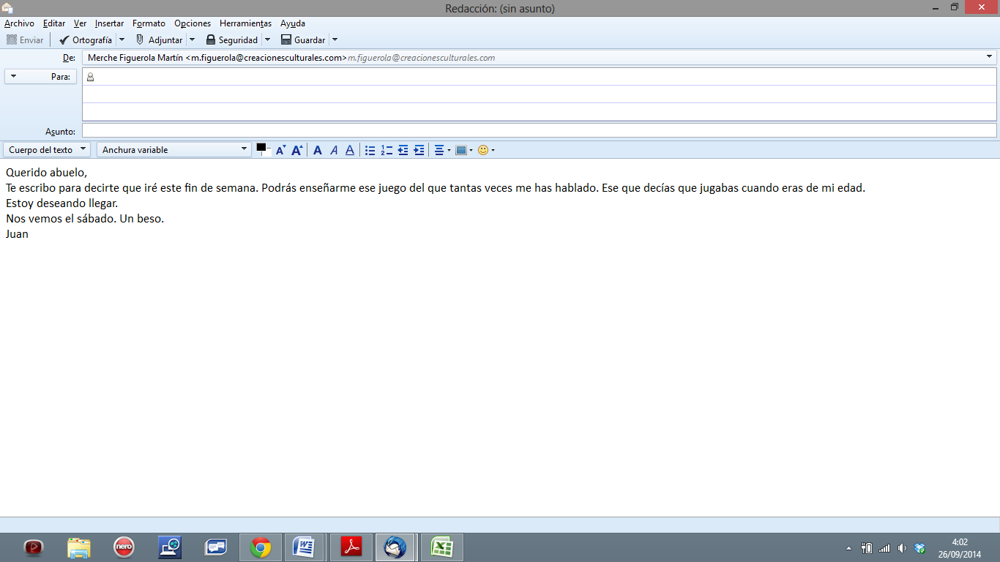 Redacción: (sin asunto)
Archivo Editar Ver Insertar Formato Opciones Herramientas Ayuda
Enviar Ortografía Adjuntar Seguridad Guardar
De: Merche Figuerola Martín <m.figuerola@creacionesculturales.com> m.figuerola@creacionesculturales.com
Para:
Asunto:
Cuerpo del texto Anchura variable
Querido abuelo,
Te escribo para decirte que iré este fin de semana. Podrás enseñarme ese juego del que tantas veces me has hablado. Ese que decías que jugabas cuando eras de mi edad.
Estoy deseando llegar.
Nos vemos el sábado. Un beso.
Juan
nero
4:02
26/09/2014